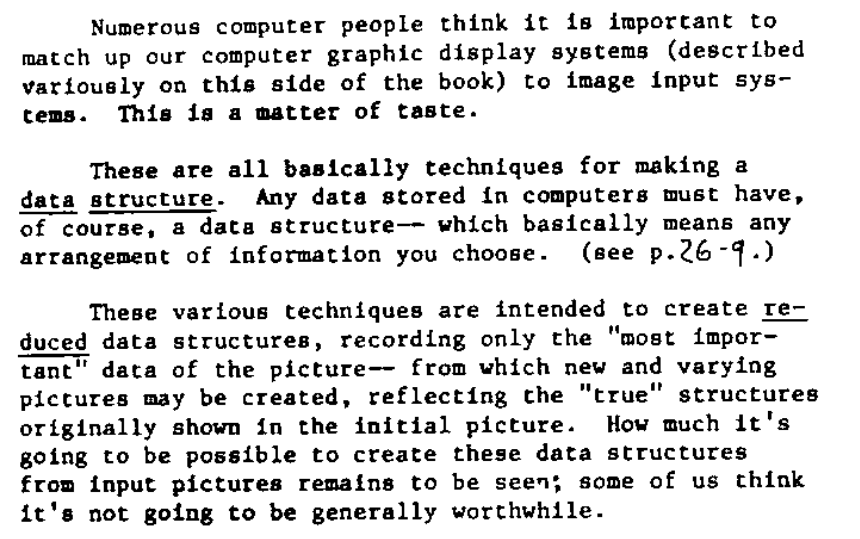 Numerous computer people think it is important to
match up our computer graphic display systems (described
variously on this side of the book) to image input sys-
tems. This is a matter of taste.
These are all basically techniques for making a
data structure. Any data stored in computers must have,
of course, a data structure-- which basically means any
arrangement of information you choose. (see p.26-9.)
These various techniques are intended to create re-
duced data structures, recording only the "most impor-
tant" data of the picture-- from which new and varying
pictures may be created, reflecting the "true" structures
originally shown in the initial picture. How much it's
going to be possible to create these data structures
from input pictures remains to be seen; some of us think
it's not going to be generally worthwhile.